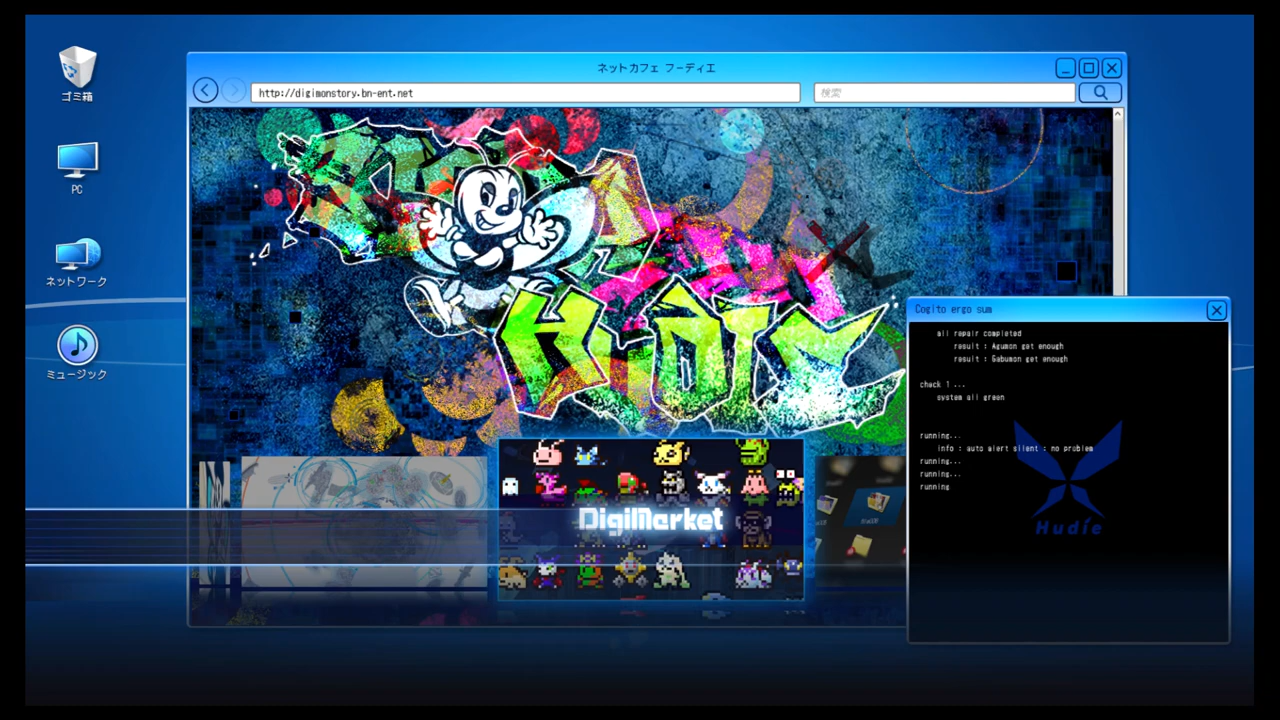 ネットカフェ フーディエ
http://digimonstory.bn-ent.net
検索
ゴミ箱
PC
ネットワーク
ミュージック
Hudie
DigiMarket
Cogito ergo sum
all repair completed
result : Agumon get enough
result : Gabumon get enough
check 1 ...
system all green
running...
info : auto alert silent : no problem
running...
running...
running
Hudie